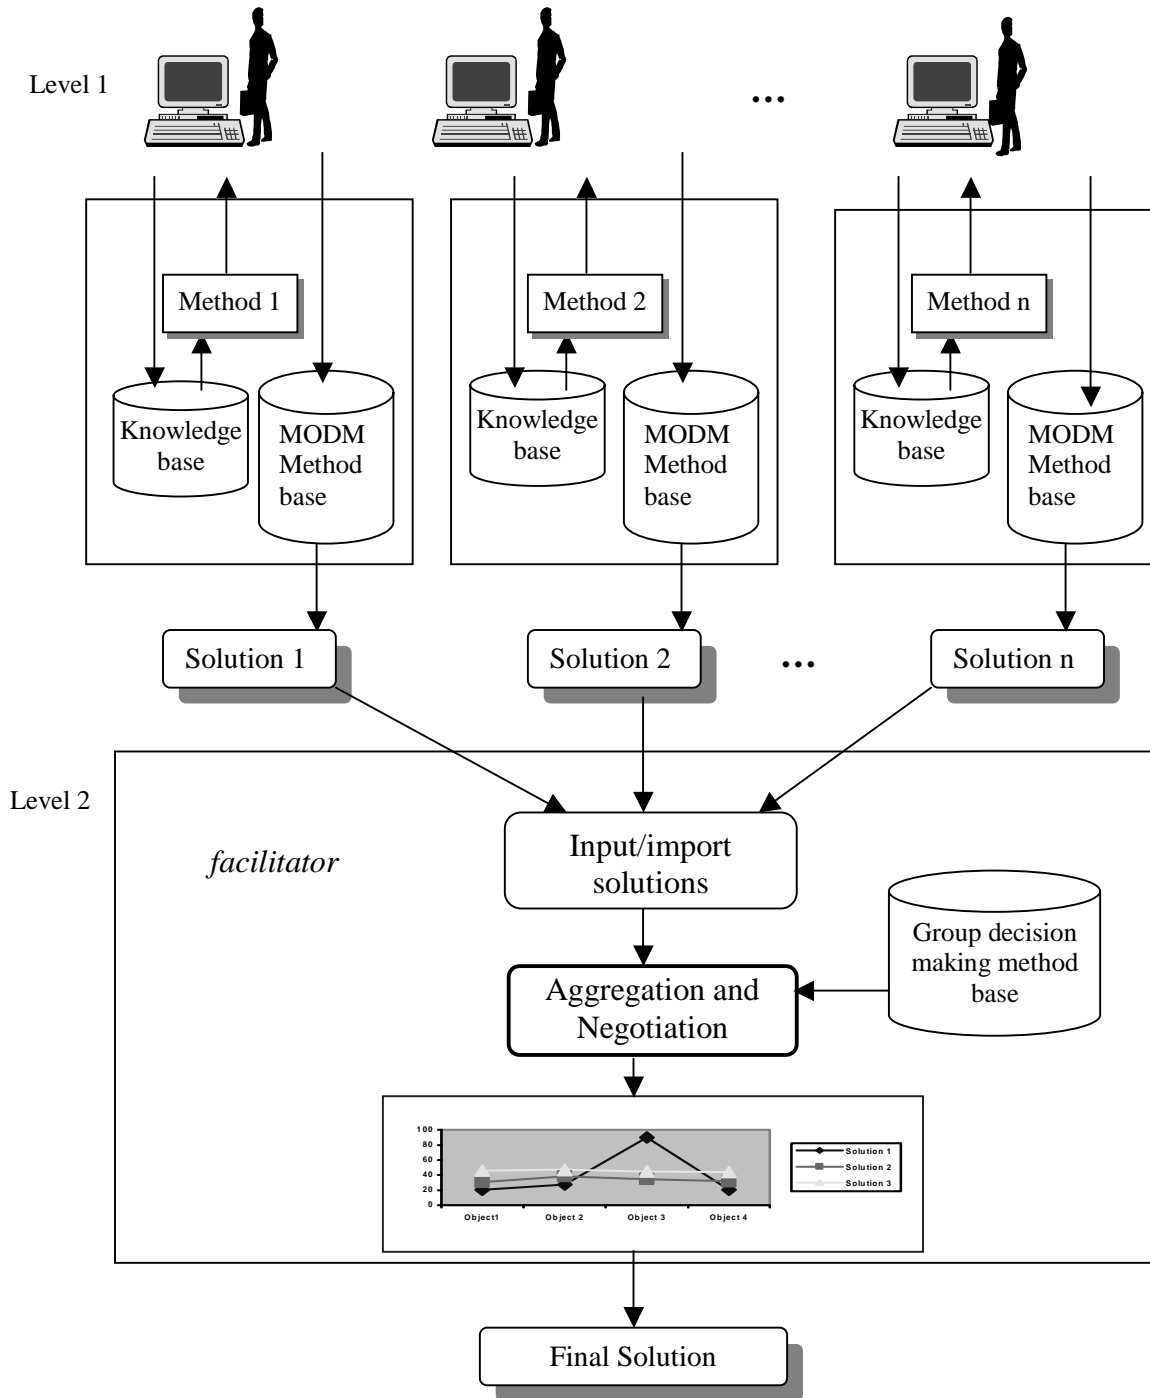 Level 1
...
Method 1
Method 2
Method n
Knowledge
base
MODM
Method
base
Knowledge
base
MODM
Method
base
Knowledge
base
MODM
Method
base
Solution 1
Solution 2
...
Solution n
Level 2
facilitator
Input/import
solutions
Group decision
making method
base
Aggregation and
Negotiation
100
80
60
40
20
0
Object1
Object 2
Object 3
Object 4
Solution 1
Solution 2
Solution 3
Final Solution